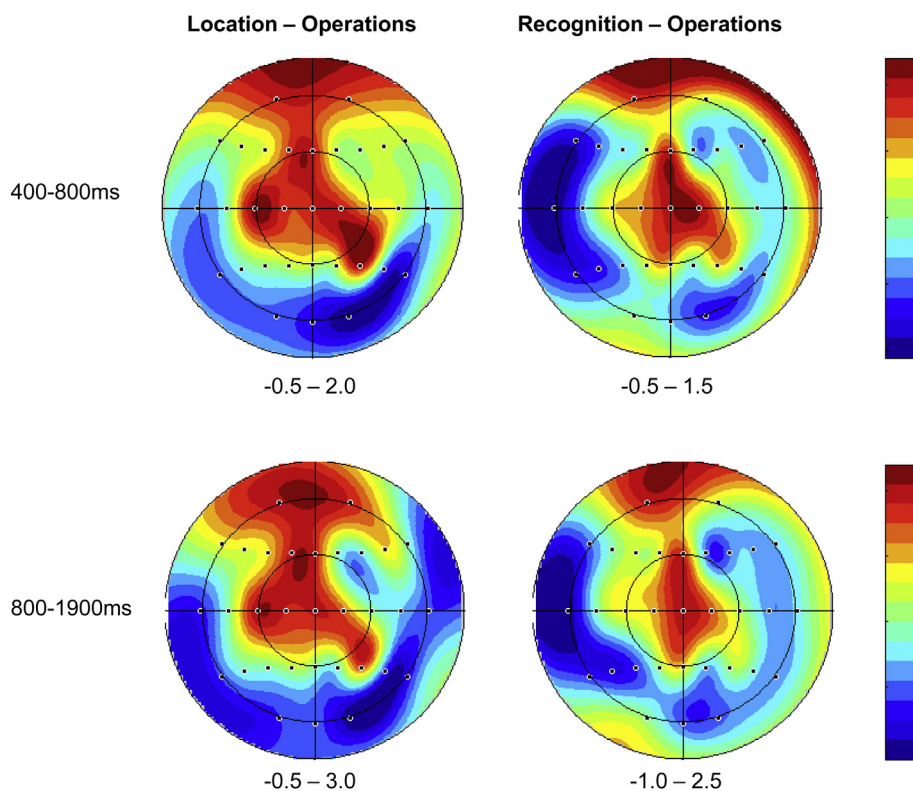 Location – Operations
Recognition – Operations
400-800ms
-0.5 – 2.0
-0.5 – 1.5
800-1900ms
-0.5 – 3.0
-1.0 – 2.5